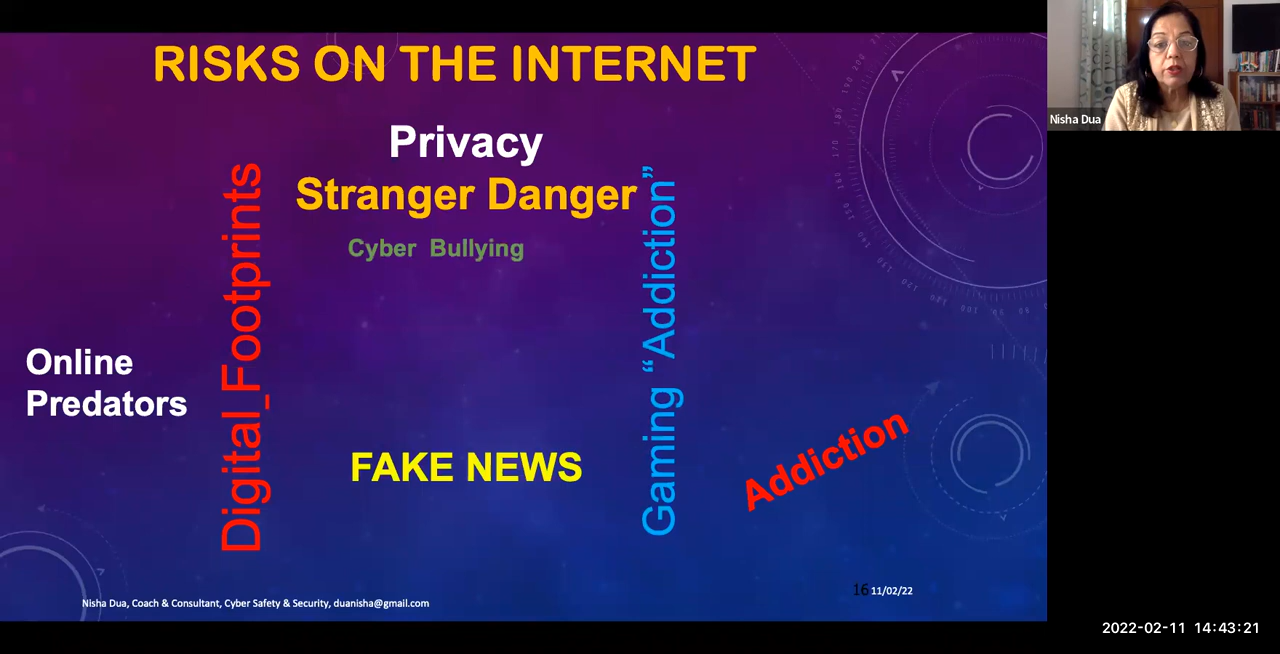 RISKS ON THE INTERNET
Nisha Dua
Privacy
Stranger Danger
Cyber Bullying
Digital_Footprints
Gaming “Addiction”
Online
Predators
FAKE NEWS
Addiction
16 11/02/22
Nisha Dua, Coach & Consultant, Cyber Safety & Security, duanisha@gmail.com
2022-02-11 14:43:21